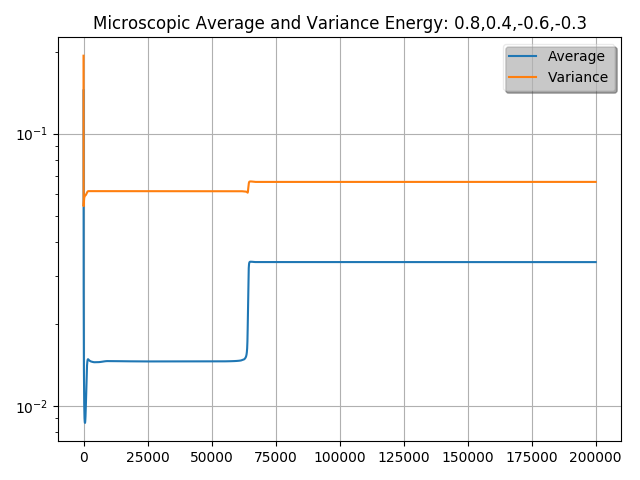 Microscopic Average and Variance Energy: 0.8,0.4,-0.6,-0.3
Average
Variance
10⁻¹
10⁻²
0 25000 50000 75000 100000 125000 150000 175000 200000